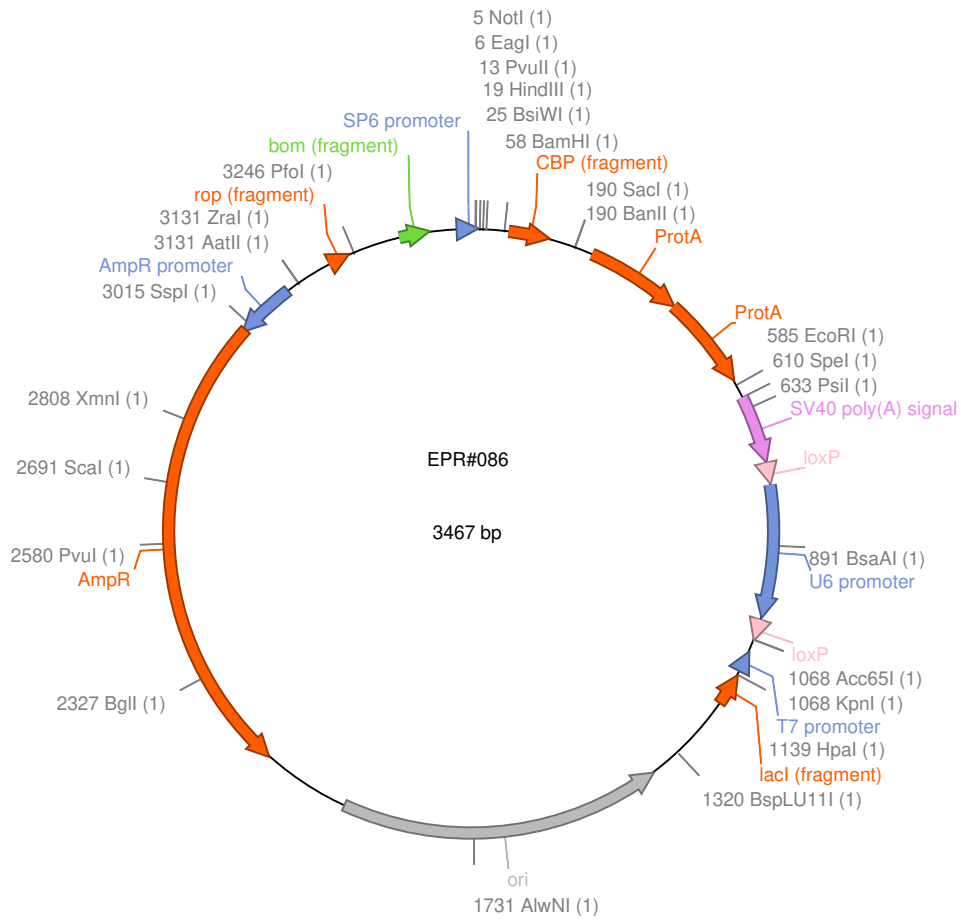 5 NotI (1)
6 EagI (1)
13 PvuII (1)
19 HindIII (1)
25 BsiWI (1)
SP6 promoter
58 BamHI (1)
bom (fragment)
CBP (fragment)
3246 PfoI (1)
190 SacI (1)
rop (fragment)
190 BanII (1)
3131 ZraI (1)
ProtA
3131 AatII (1)
AmpR promoter
3015 SspI (1)
ProtA
585 EcoRI (1)
610 SpeI (1)
633 PsiI (1)
2808 XmnI (1)
SV40 poly(A) signal
EPR#086
loxP
2691 ScaI (1)
3467 bp
2580 PvuI (1)
891 BsaAI (1)
AmpR
U6 promoter
loxP
1068 Acc65I (1)
2327 BglI (1)
1068 KpnI (1)
T7 promoter
1139 HpaI (1)
lacI (fragment)
1320 BspLU11I (1)
ori
1731 AlwNI (1)